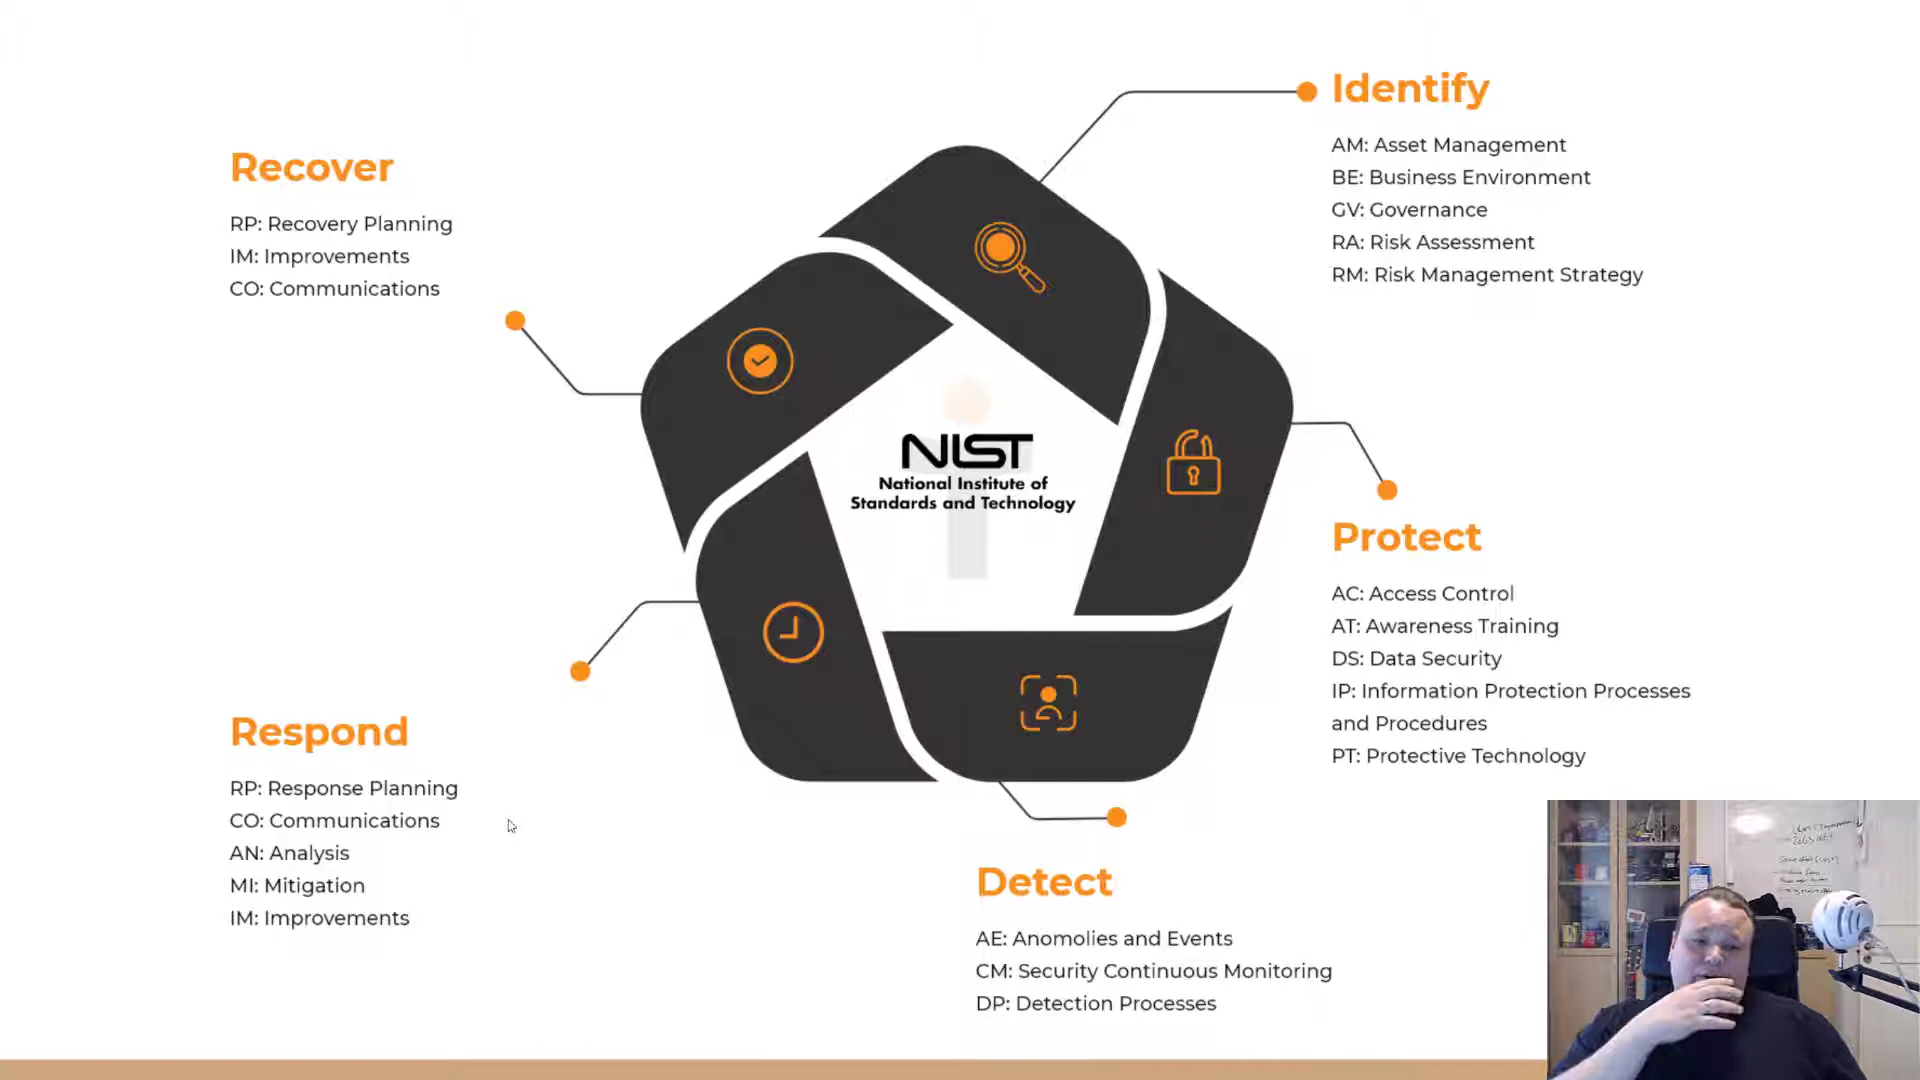 Identify
AM: Asset Management
BE: Business Environment
GV: Governance
RA: Risk Assessment
RM: Risk Management Strategy
Recover
RP: Recovery Planning
IM: Improvements
CO: Communications
NIST
National Institute of
Standards and Technology
Protect
AC: Access Control
AT: Awareness Training
DS: Data Security
IP: Information Protection Processes
and Procedures
PT: Protective Technology
Respond
RP: Response Planning
CO: Communications
AN: Analysis
MI: Mitigation
IM: Improvements
Detect
AE: Anomolies and Events
CM: Security Continuous Monitoring
DP: Detection Processes